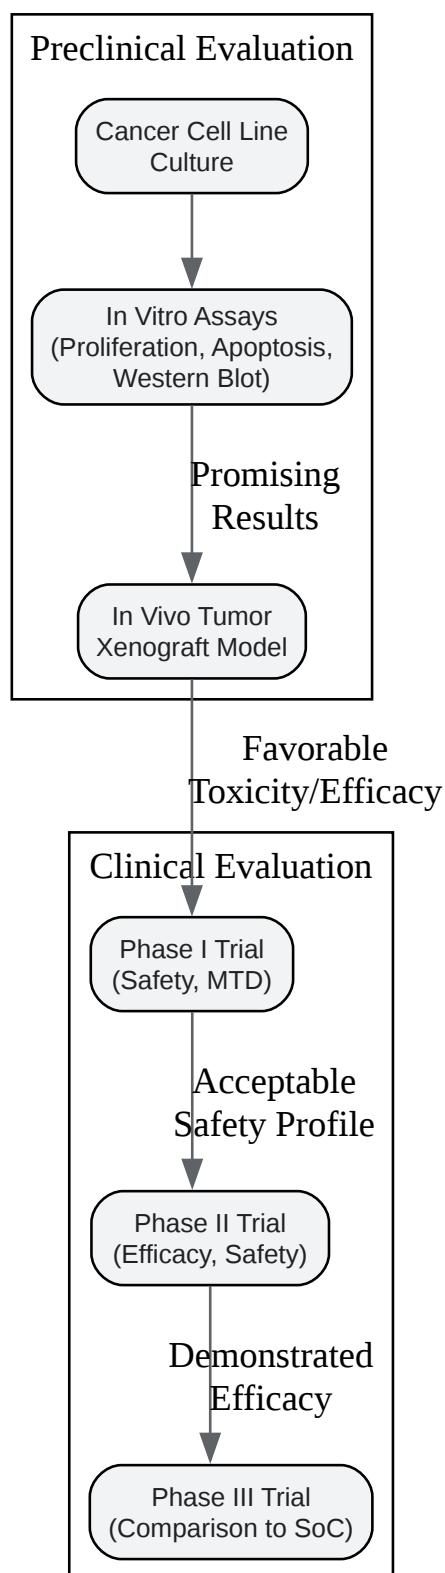 Preclinical Evaluation
Cancer Cell Line
Culture
In Vitro Assays
(Proliferation, Apoptosis,
Western Blot)
Promising
Results
In Vivo Tumor
Xenograft Model
Favorable
Toxicity/Efficacy
Clinical Evaluation
Phase I Trial
(Safety, MTD)
Acceptable
Safety Profile
Phase II Trial
(Efficacy, Safety)
Demonstrated
Efficacy
Phase III Trial
(Comparison to SoC)